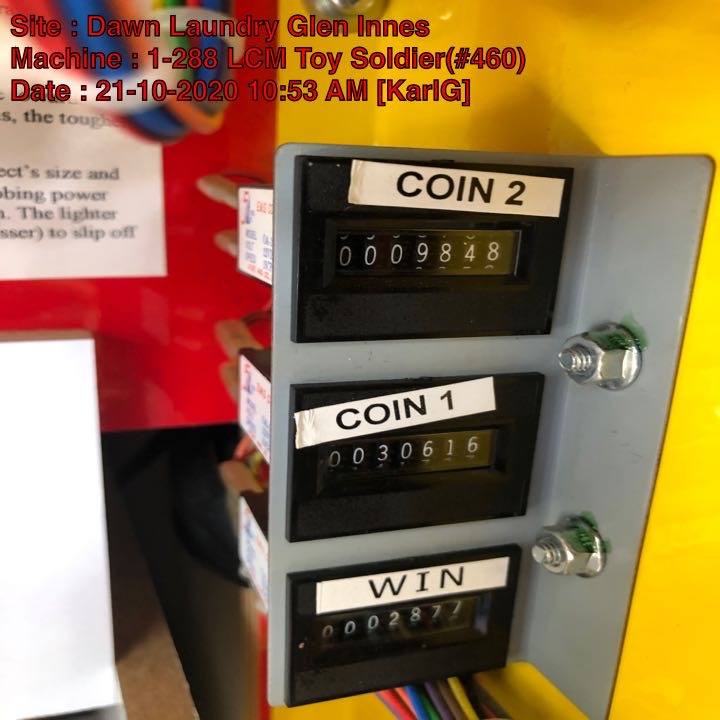 Site : Dawn Laundry Glen Innes
Machine : 1-288 LCM Toy Soldier(#460)
Date : 21-10-2020 10:53 AM [KarlG]
s, the tough
ect's size and
bbing power
n. The lighter
sser) to slip off
COIN 2
0009848
COIN 1
0030616
WIN
0002877